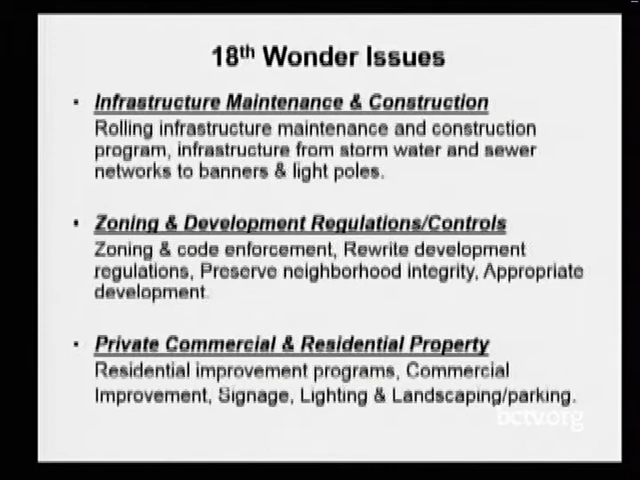 18th Wonder Issues
• Infrastructure Maintenance & Construction
Rolling infrastructure maintenance and construction
program, infrastructure from storm water and sewer
networks to banners & light poles.
• Zoning & Development Regulations/Controls
Zoning & code enforcement, Rewrite development
regulations, Preserve neighborhood integrity, Appropriate
development.
• Private Commercial & Residential Property
Residential improvement programs, Commercial
Improvement, Signage, Lighting & Landscaping/parking.
bctv.org